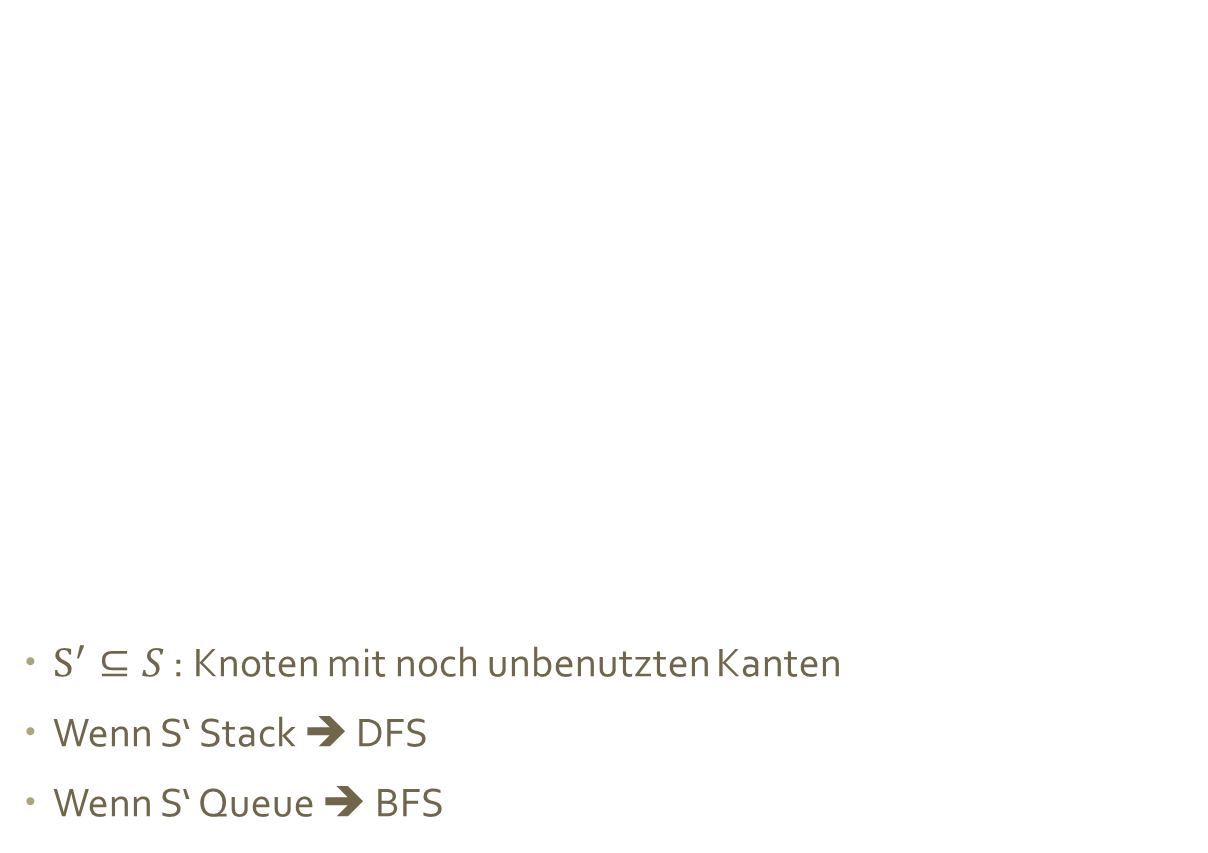 • S′ ⊆ S : Knoten mit noch unbenutzten Kanten
• Wenn S‘ Stack ➔ DFS
• Wenn S‘ Queue ➔ BFS